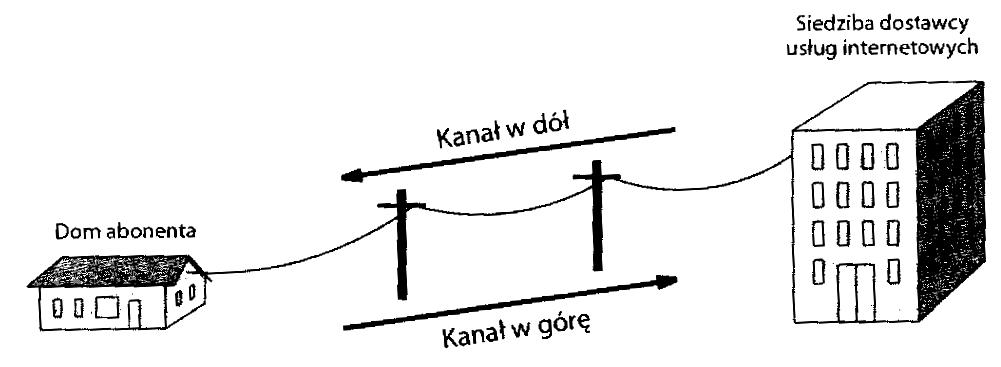 Siedziba dostawcy
usług internetowych
Kanał w dół
Dom abonenta
Kanał w górę